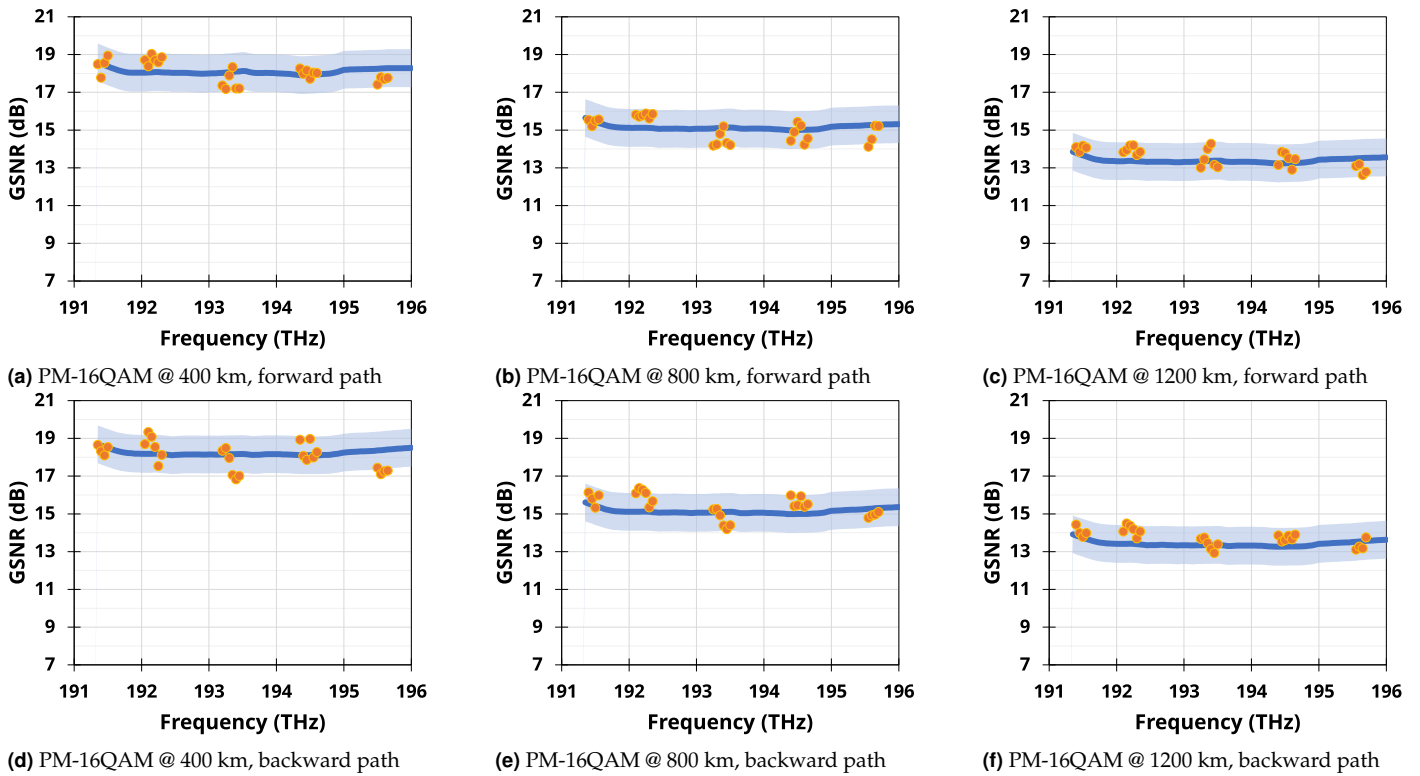 21
19
17
15
13
11
9
7
GSNR (dB)
191 192 193 194 195 196
Frequency (THz)
(a) PM-16QAM @ 400 km, forward path
21
19
17
15
13
11
9
7
GSNR (dB)
191 192 193 194 195 196
Frequency (THz)
(b) PM-16QAM @ 800 km, forward path
21
19
17
15
13
11
9
7
GSNR (dB)
191 192 193 194 195 196
Frequency (THz)
(c) PM-16QAM @ 1200 km, forward path
21
19
17
15
13
11
9
7
GSNR (dB)
191 192 193 194 195 196
Frequency (THz)
(d) PM-16QAM @ 400 km, backward path
21
19
17
15
13
11
9
7
GSNR (dB)
191 192 193 194 195 196
Frequency (THz)
(e) PM-16QAM @ 800 km, backward path
21
19
17
15
13
11
9
7
GSNR (dB)
191 192 193 194 195 196
Frequency (THz)
(f) PM-16QAM @ 1200 km, backward path